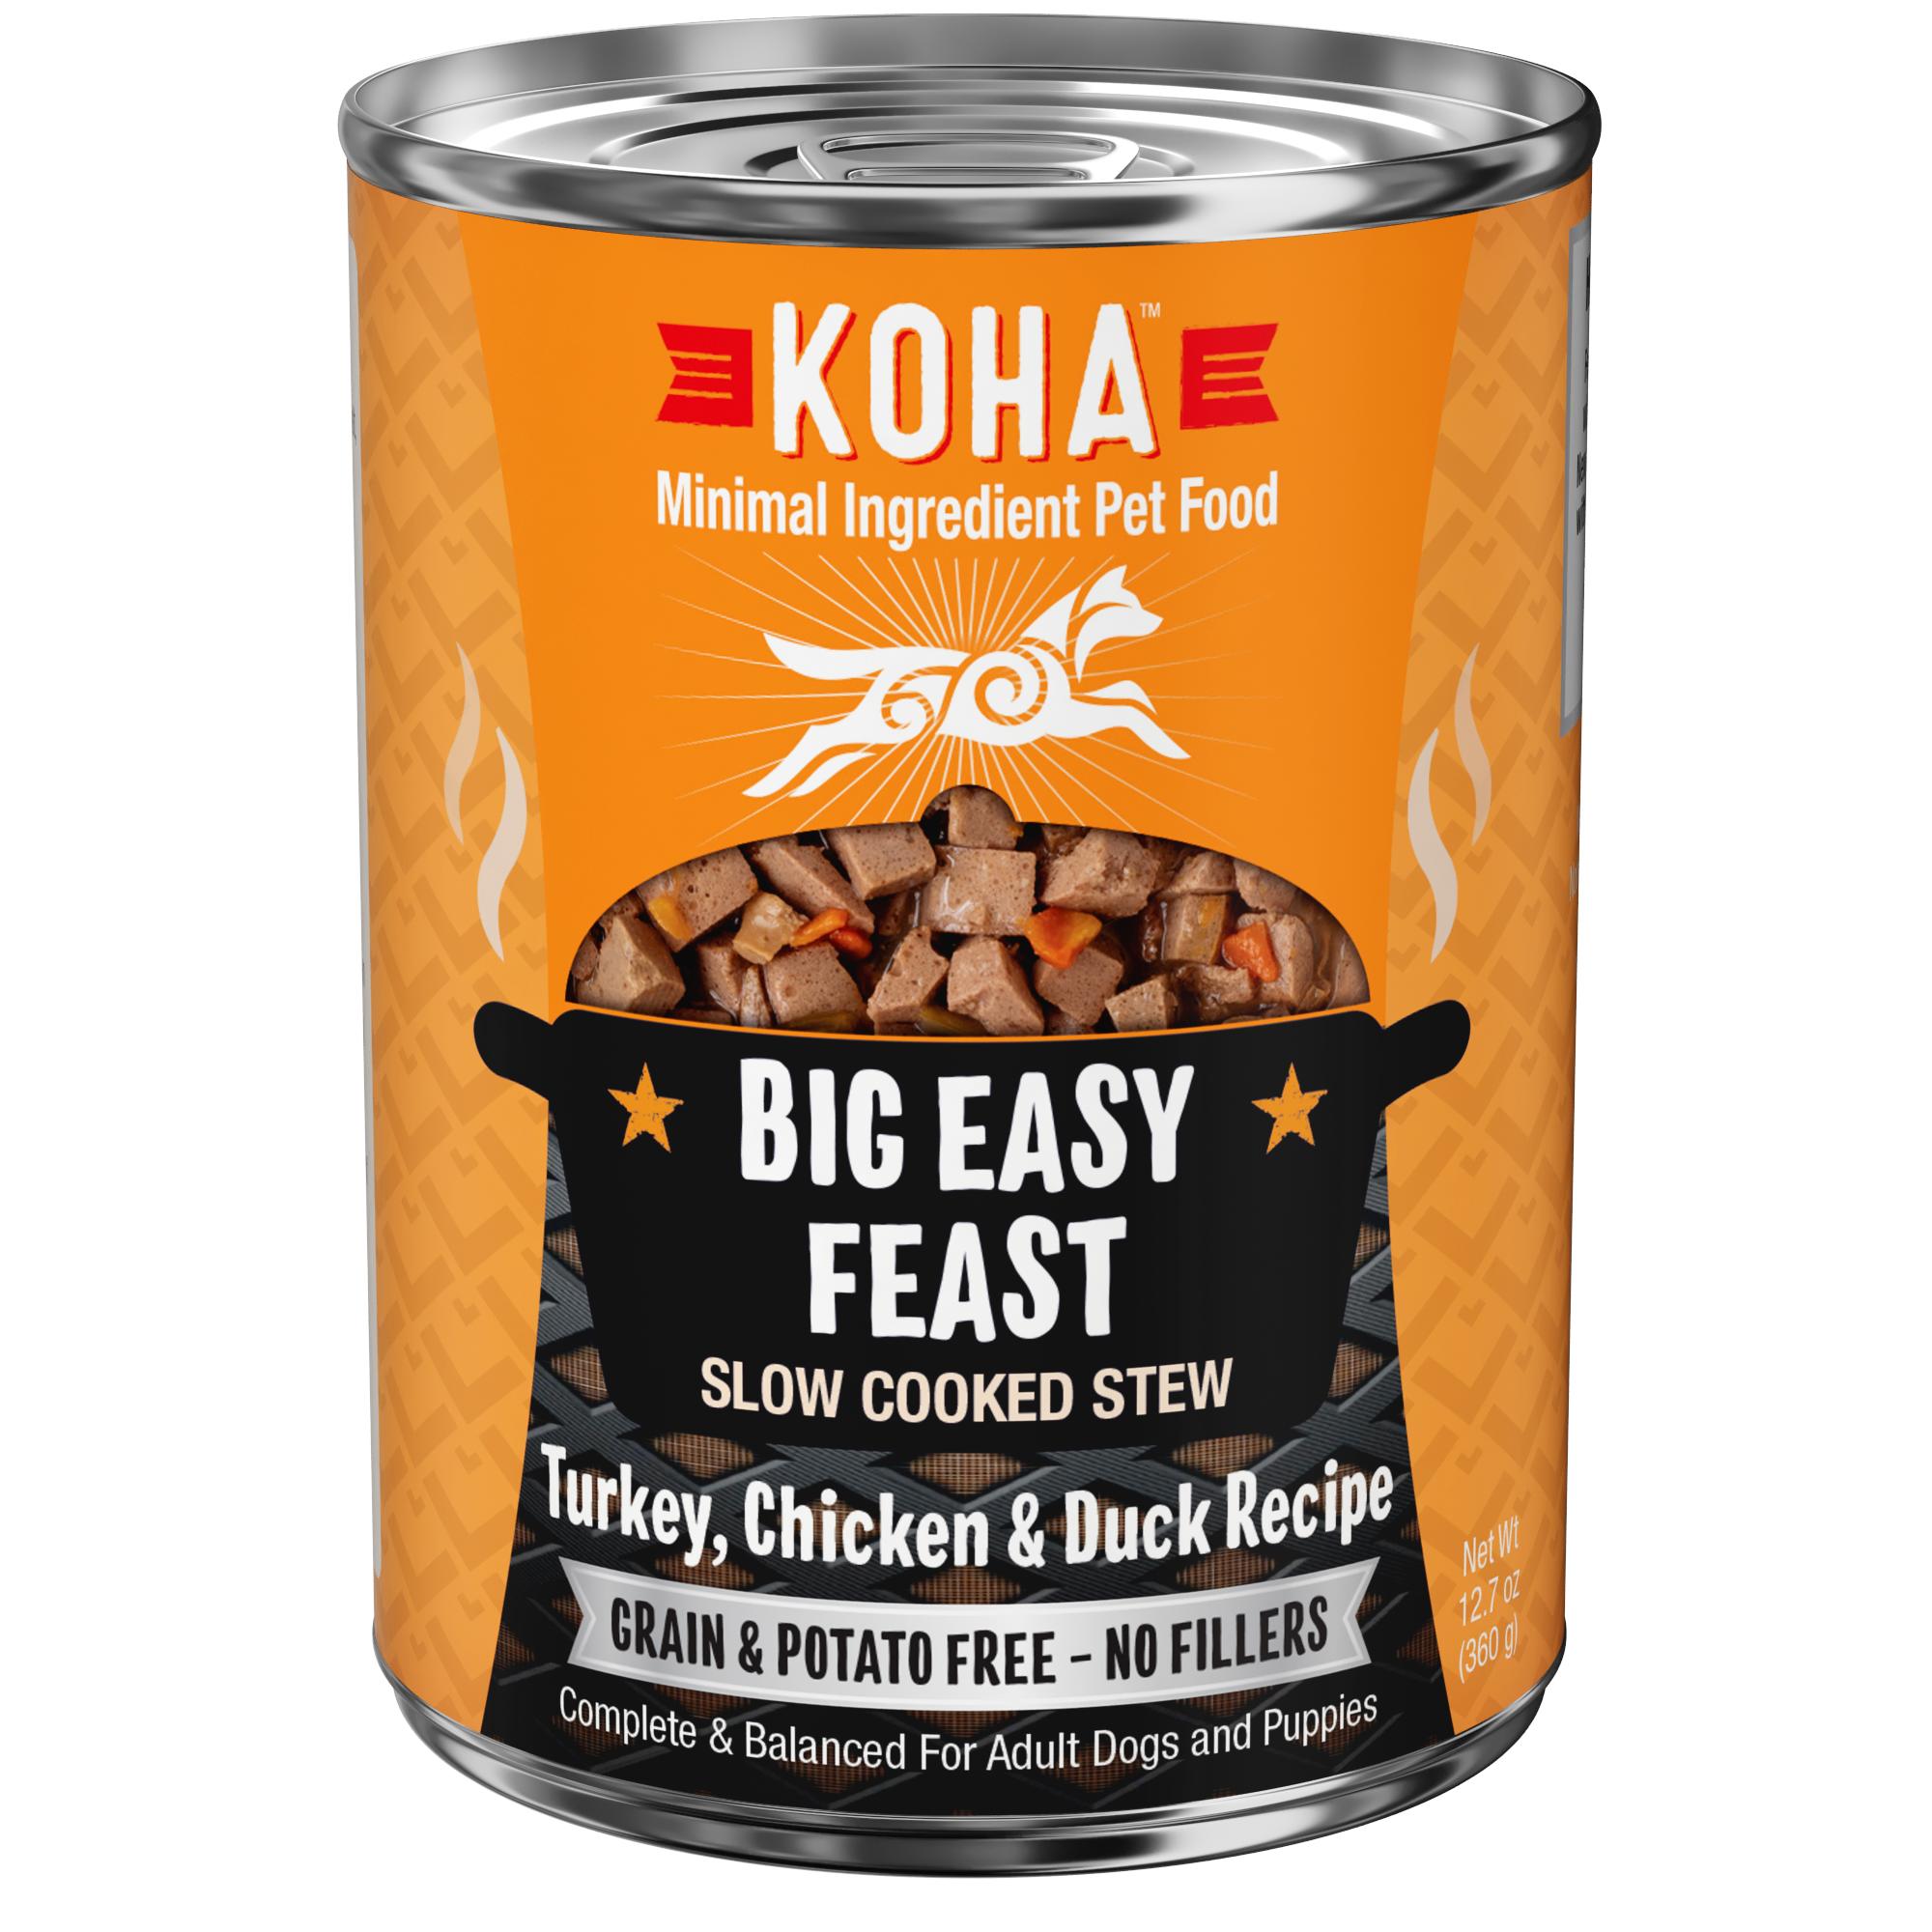 KOHA™
Minimal Ingredient Pet Food
BIG EASY
FEAST
SLOW COOKED STEW
Turkey, Chicken & Duck Recipe
GRAIN & POTATO FREE – NO FILLERS
Complete & Balanced For Adult Dogs and Puppies
Net Wt
12.7 oz
(360 g)